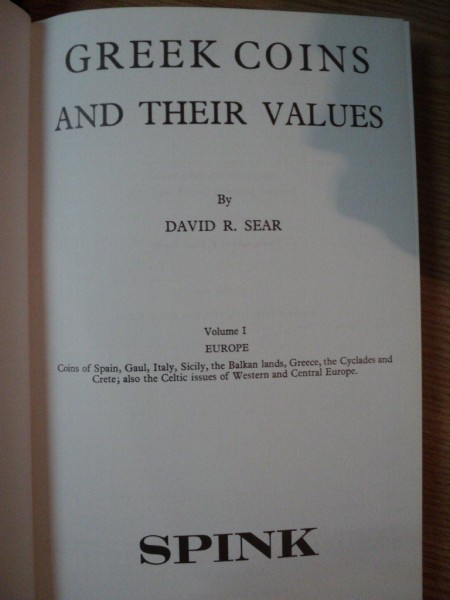 GREEK COINS
AND THEIR VALUES
By
DAVID R. SEAR
Volume I
EUROPE
Coins of Spain, Gaul, Italy, Sicily, the Balkan lands, Greece, the Cyclades and
Crete; also the Celtic issues of Western and Central Europe.
SPINK